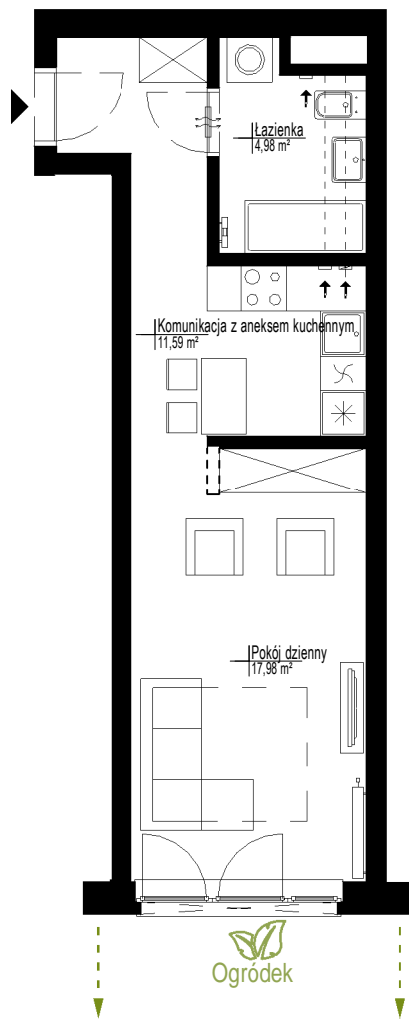 Łazienka
4,98 m²
Komunikacja z aneksem kuchennym
11,59 m²
Pokój dzienny
17,98 m²
Ogródek